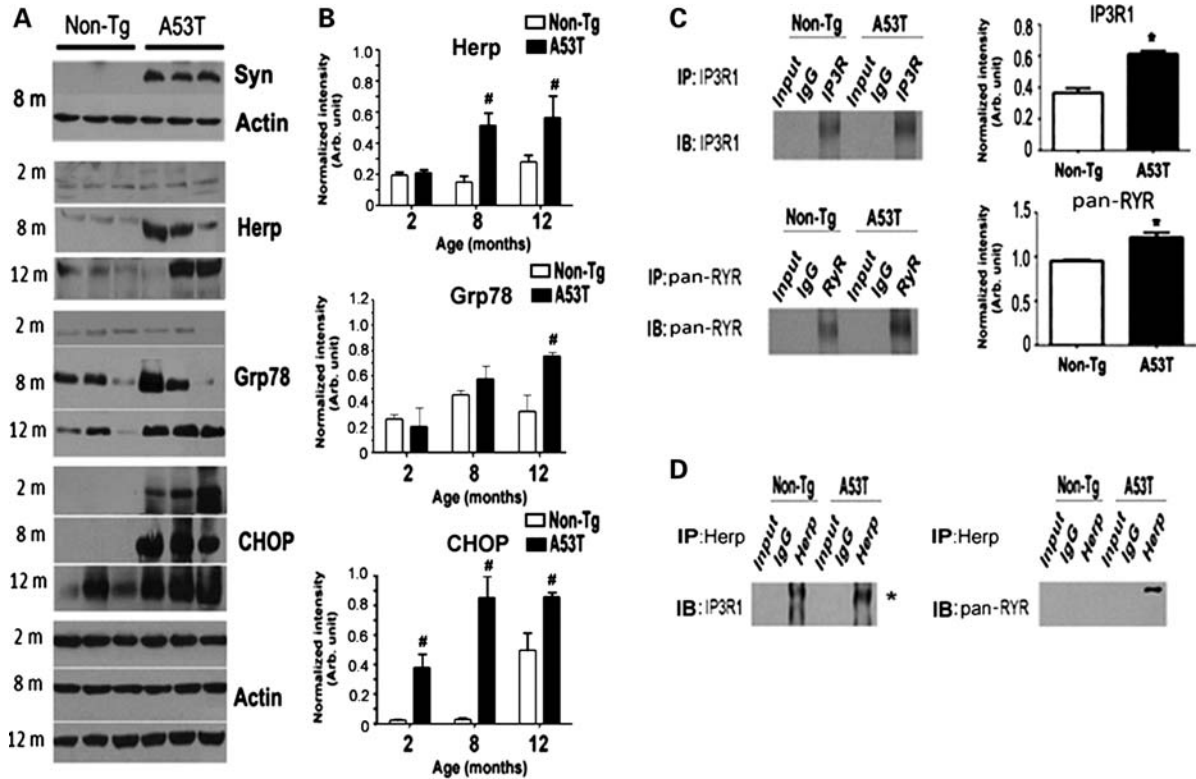 A
Non-Tg A53T
8 m
Syn
Actin
2 m
8 m
12 m
Herp
2 m
8 m
12 m
Grp78
2 m
8 m
12 m
CHOP
2 m
8 m
12 m
Actin
B
Non-Tg
A53T
Herp
Normalized intensity
(Arb. unit)
1.0
0.8
0.6
0.4
0.2
0
#
#
2 8 12
Age (months)
Non-Tg
A53T
Grp78
Normalized intensity
(Arb. unit)
1.2
1.0
0.8
0.6
0.4
0.2
0
#
2 8 12
Age (months)
Non-Tg
A53T
CHOP
Normalized intensity
(Arb. unit)
1.0
0.8
0.6
0.4
0.2
0
#
#
#
2 8 12
Age (months)
C
Non-Tg A53T
IP: IP3R1
Input IgG IP3R Input IgG IP3R
IB: IP3R1
IP3R1
Normalized intensity
(Arb. unit)
0.8
0.6
0.4
0.2
0
*
Non-Tg A53T
Non-Tg A53T
IP:pan-RYR
Input IgG RyR Input IgG RyR
IB:pan-RYR
pan-RYR
Normalized intensity
(Arb. unit)
1.5
1.0
0.5
0
*
Non-Tg A53T
D
Non-Tg A53T
IP:Herp
Input IgG Herp Input IgG Herp
IB:IP3R1
*
Non-Tg A53T
IP:Herp
Input IgG Herp Input IgG Herp
IB:pan-RYR